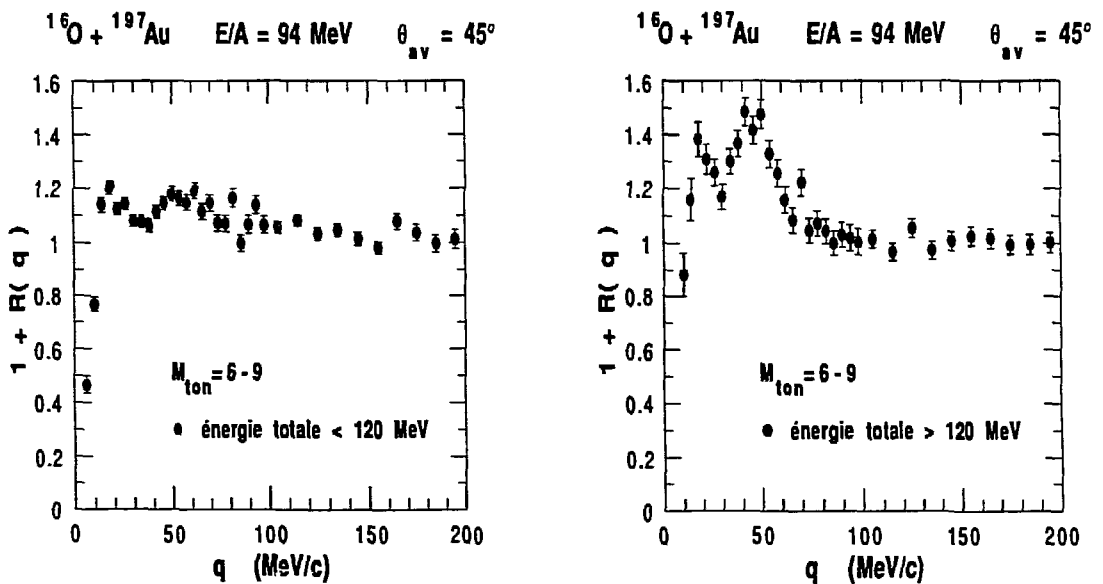 16O + 197Au E/A = 94 MeV θav = 45°
1.6
1.4
1.2
1
0.8
0.6
0.4
0.2
0
1 + R( q )
Mton=6-9
énergie totale < 120 MeV
0 50 100 150 200
q (MeV/c)
16O + 197Au E/A = 94 MeV θav = 45°
1.6
1.4
1.2
1
0.8
0.6
0.4
0.2
0
1 + R( q )
Mton=6-9
énergie totale > 120 MeV
0 50 100 150 200
q (MeV/c)